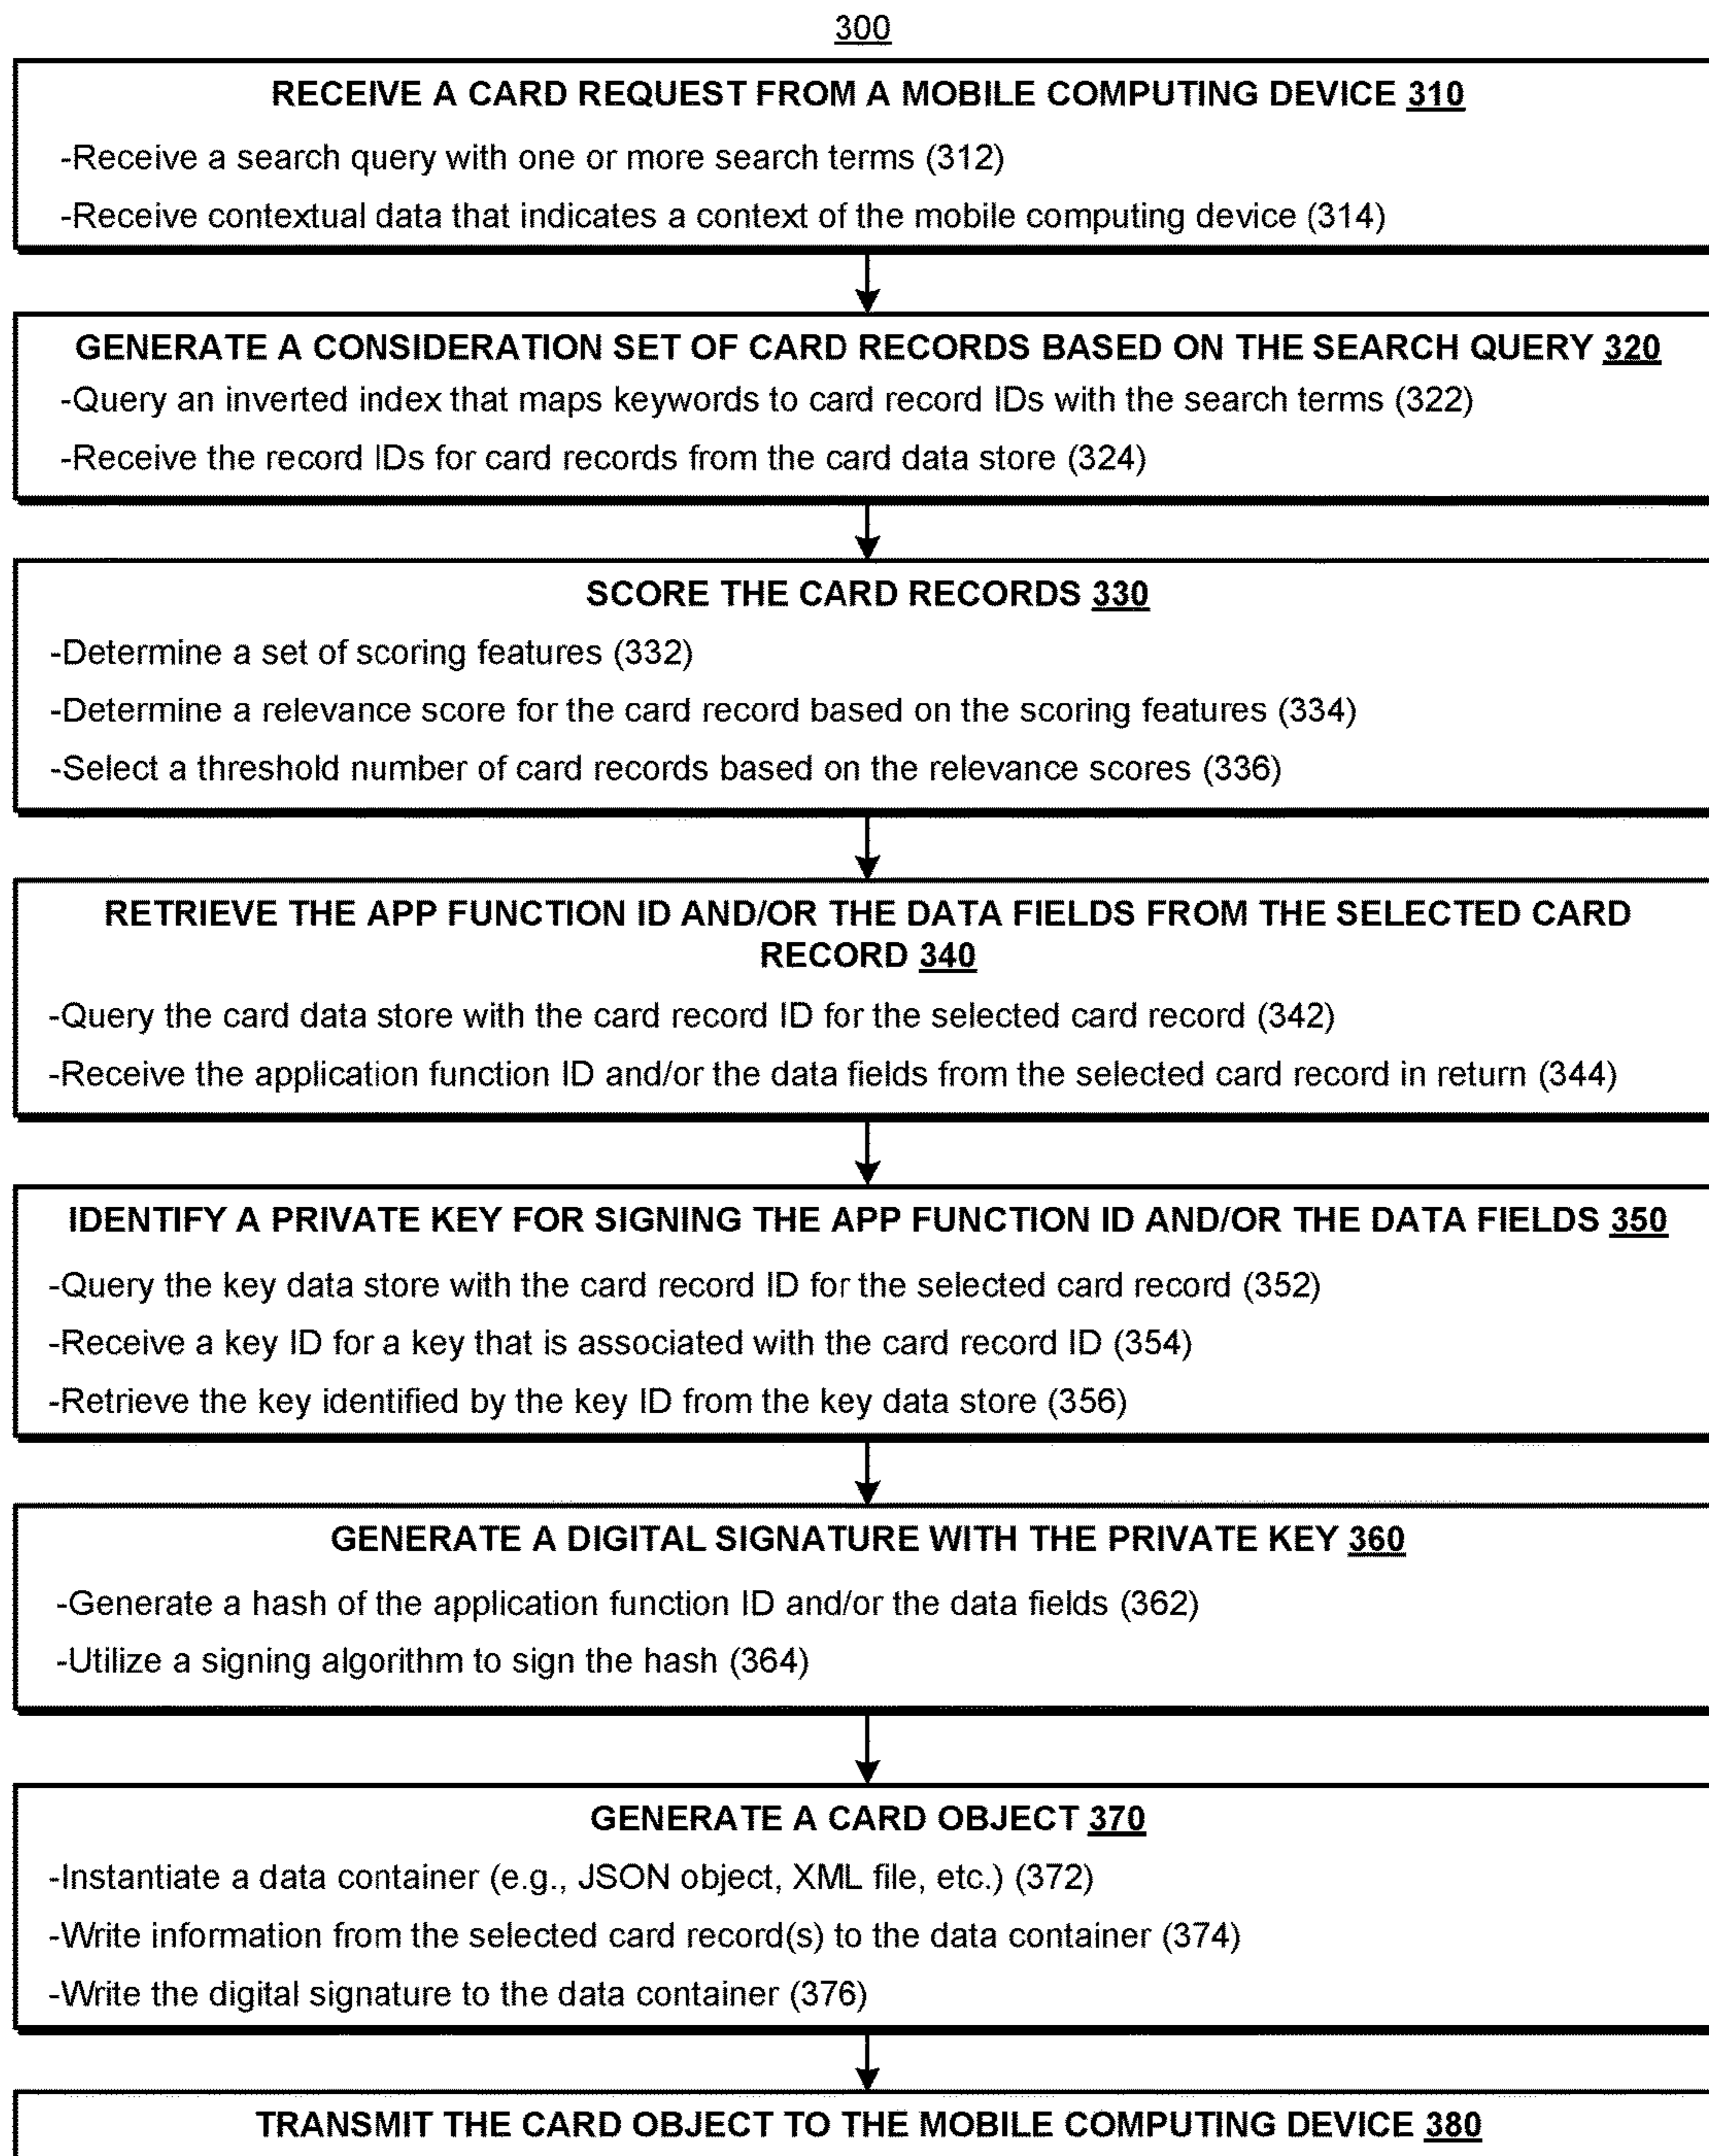 300
RECEIVE A CARD REQUEST FROM A MOBILE COMPUTING DEVICE 310
-Receive a search query with one or more search terms (312)
-Receive contextual data that indicates a context of the mobile computing device (314)
GENERATE A CONSIDERATION SET OF CARD RECORDS BASED ON THE SEARCH QUERY 320
-Query an inverted index that maps keywords to card record IDs with the search terms (322)
-Receive the record IDs for card records from the card data store (324)
SCORE THE CARD RECORDS 330
-Determine a set of scoring features (332)
-Determine a relevance score for the card record based on the scoring features (334)
-Select a threshold number of card records based on the relevance scores (336)
RETRIEVE THE APP FUNCTION ID AND/OR THE DATA FIELDS FROM THE SELECTED CARD
RECORD 340
-Query the card data store with the card record ID for the selected card record (342)
-Receive the application function ID and/or the data fields from the selected card record in return (344)
IDENTIFY A PRIVATE KEY FOR SIGNING THE APP FUNCTION ID AND/OR THE DATA FIELDS 350
-Query the key data store with the card record ID for the selected card record (352)
-Receive a key ID for a key that is associated with the card record ID (354)
-Retrieve the key identified by the key ID from the key data store (356)
GENERATE A DIGITAL SIGNATURE WITH THE PRIVATE KEY 360
-Generate a hash of the application function ID and/or the data fields (362)
-Utilize a signing algorithm to sign the hash (364)
GENERATE A CARD OBJECT 370
-Instantiate a data container (e.g., JSON object, XML file, etc.) (372)
-Write information from the selected card record(s) to the data container (374)
-Write the digital signature to the data container (376)
TRANSMIT THE CARD OBJECT TO THE MOBILE COMPUTING DEVICE 380